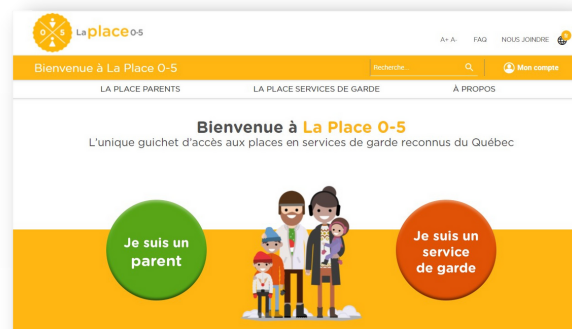 0 5 La place 0-5
A+ A- FAQ NOUS JOINDRE
Bienvenue à La Place 0-5 Recherche Mon compte
LA PLACE PARENTS LA PLACE SERVICES DE GARDE À PROPOS
Bienvenue à La Place 0-5
L'unique guichet d'accès aux places en services de garde reconnus du Québec
Je suis un
parent
Je suis un
service
de garde